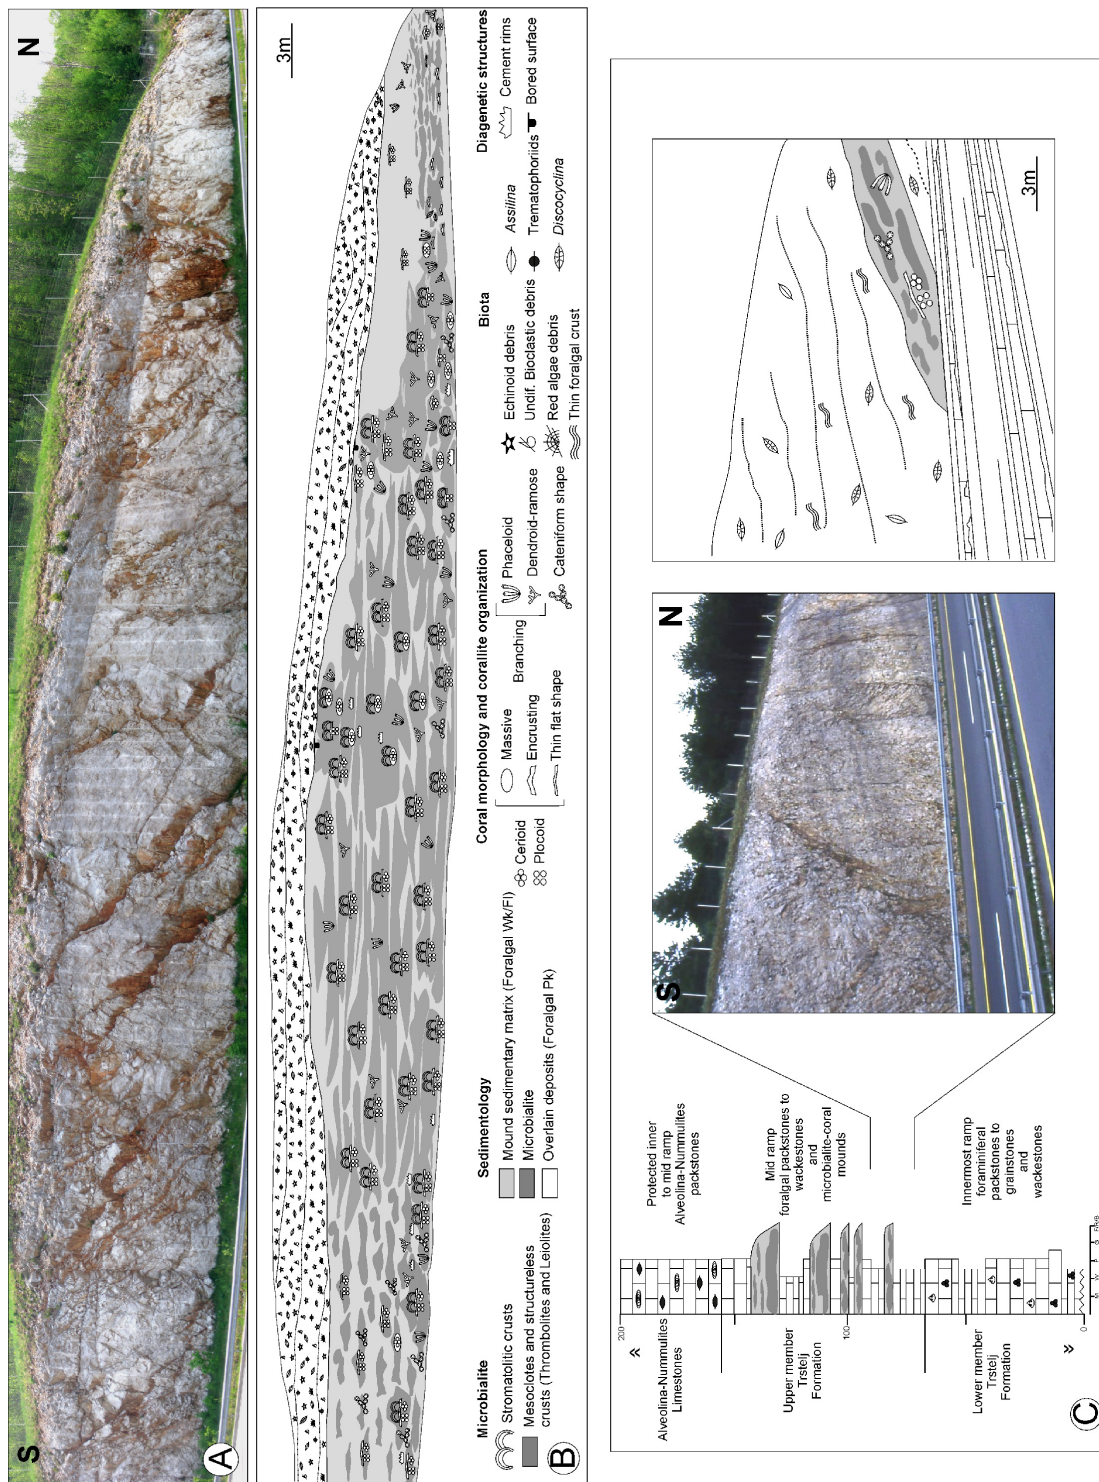 S
N
A
3m
Microbialite
Stromatolitic crusts
Mesoclotes and structureless
crusts (Thrombolites and Leiolites)
Sedimentology
Mound sedimentary matrix (Foralgal Wk/Fl)
Microbialite
Overlain deposits (Foralgal Pk)
Coral morphology and corallite organization
Cerioid
Plocoid
Massive
Encrusting
Thin flat shape
Branching
Phaceloid
Dendroid-ramose
Cateniform shape
Biota
Echinoid debris
Undif. Bioclastic debris
Red algae debris
Thin foralgal crust
Assilina
Trematophoriids
Discocyclina
Diagenetic structures
Cement rims
Bored surface
B
200
100
0
Alveolina-Nummulites
Limestones
Upper member
Trstelj
Formation
Lower member
Trstelj
Formation
M W P G
Protected inner
to mid ramp
Alveolina-Nummulites
packstones
Mid ramp
foralgal packstones to
wackestones
and
microbialite-coral
mounds
Innermost ramp
foraminiferal
packstones to
grainstones
and
wackestones
S
N
3m
C